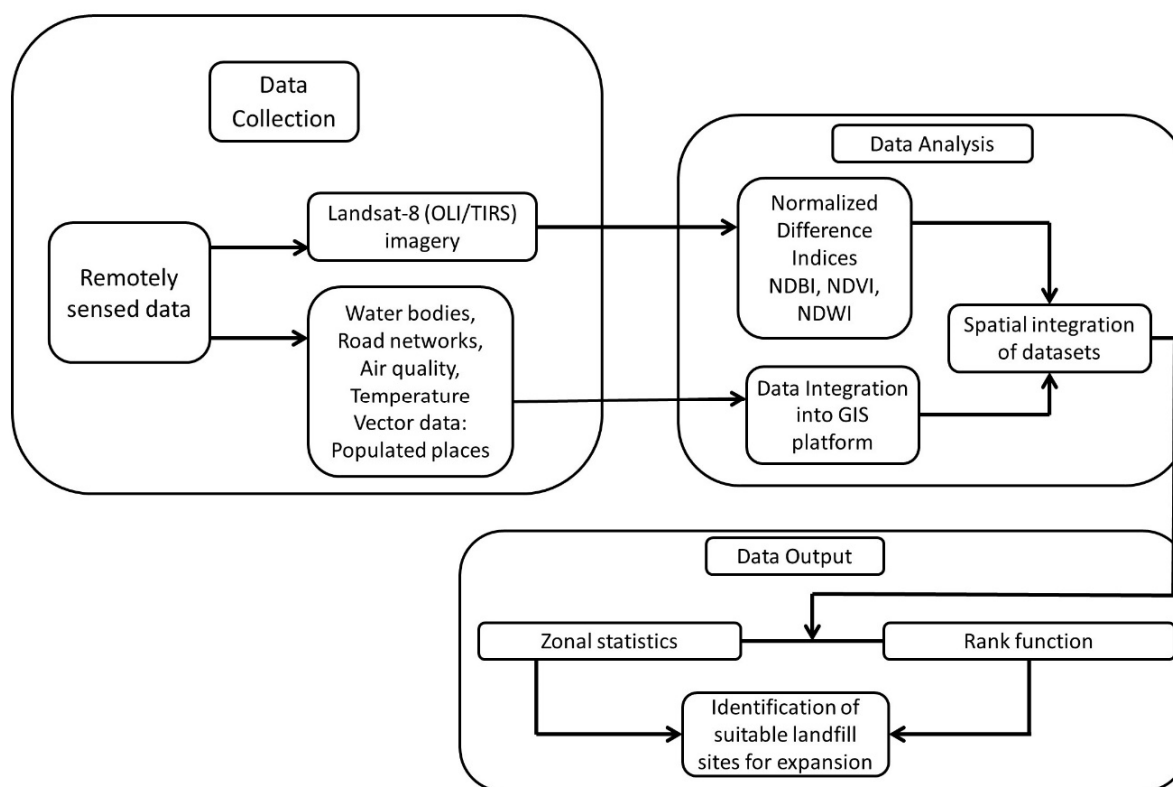 Data
Collection
Remotely
sensed data
Landsat-8 (OLI/TIRS)
imagery
Water bodies,
Road networks,
Air quality,
Temperature
Vector data:
Populated places
Data Analysis
Normalized
Difference
Indices
NDBI, NDVI,
NDWI
Data Integration
into GIS
platform
Spatial integration
of datasets
Data Output
Zonal statistics
Rank function
Identification of
suitable landfill
sites for expansion